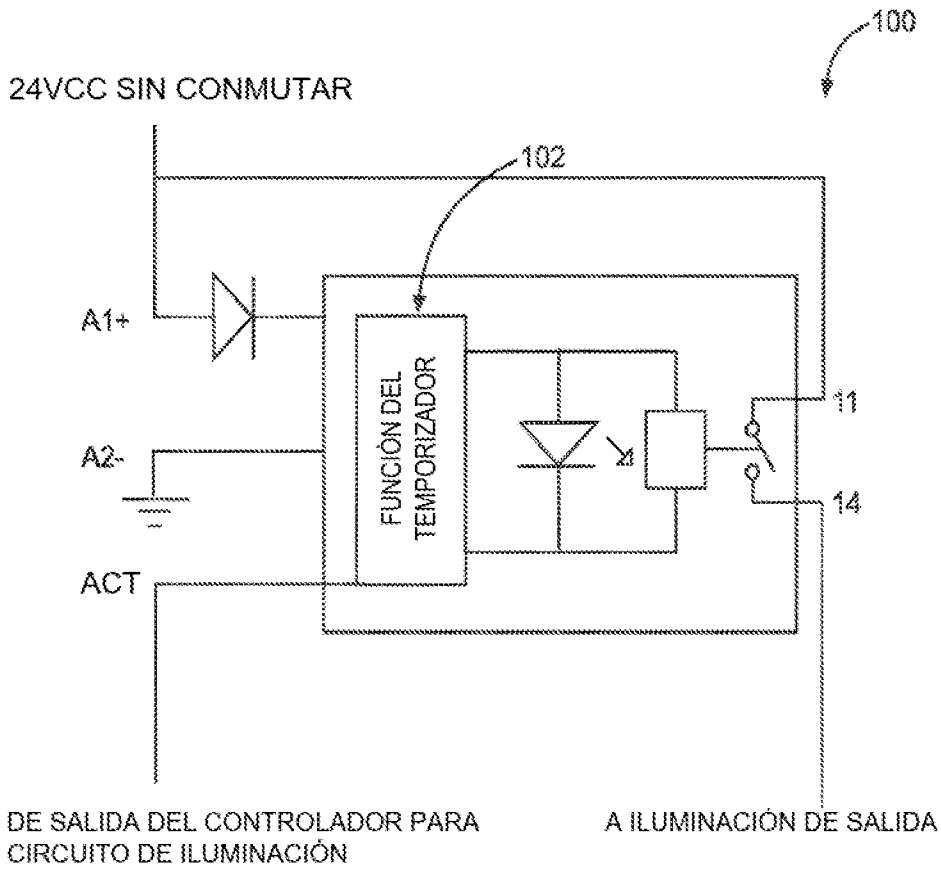 100
24VCC SIN CONMUTAR
102
A1+
FUNCIÓN DEL
TEMPORIZADOR
11
A2-
14
ACT
DE SALIDA DEL CONTROLADOR PARA
CIRCUITO DE ILUMINACIÓN
A ILUMINACIÓN DE SALIDA